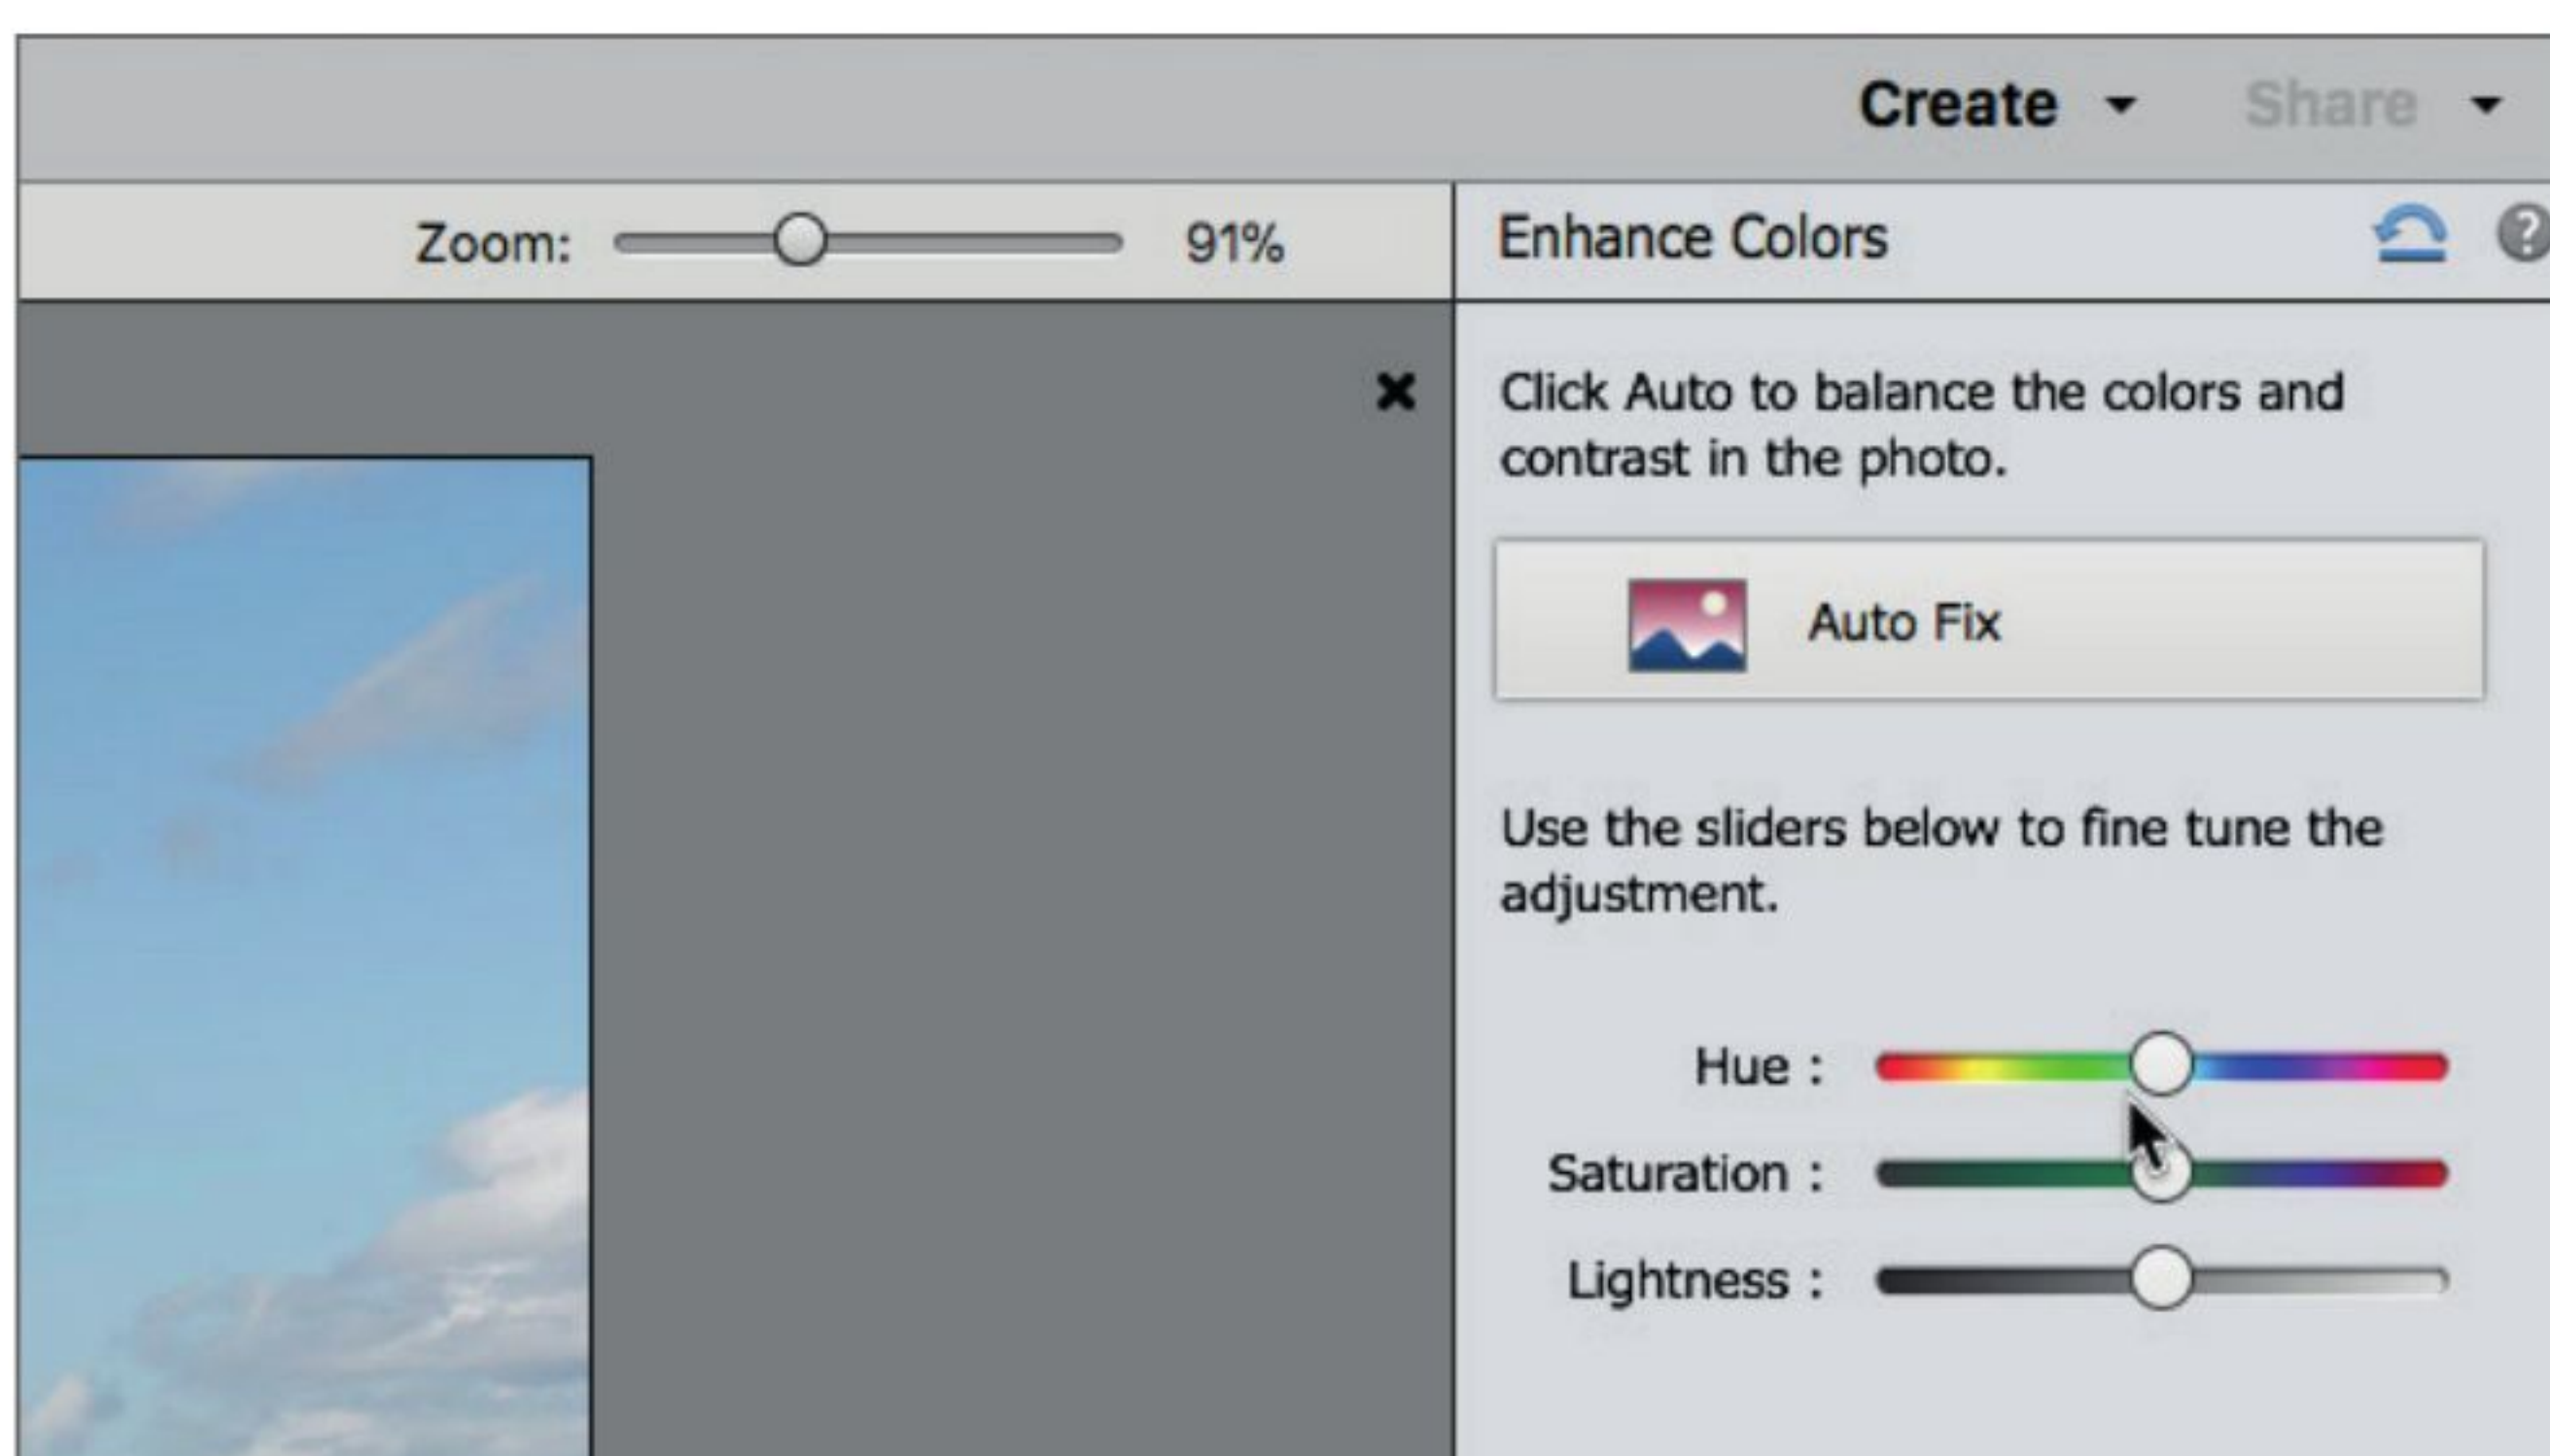 Create Share
Zoom: 91% Enhance Colors ?
Click Auto to balance the colors and
contrast in the photo.
Auto Fix
Use the sliders below to fine tune the
adjustment.
Hue :
Saturation :
Lightness :